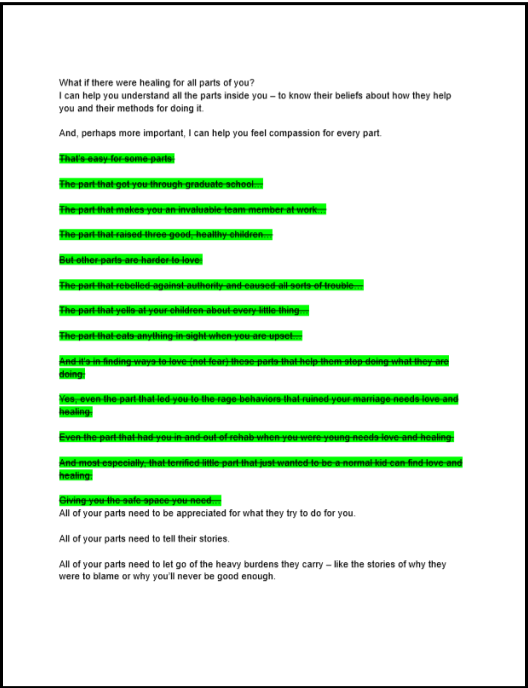 What if there were healing for all parts of you?
I can help you understand all the parts inside you – to know their beliefs about how they help
you and their methods for doing it.
And, perhaps more important, I can help you feel compassion for every part.
That's easy for some parts:
The part that got you through graduate school…
The part that makes you an invaluable team member at work…
The part that raised three good, healthy children…
But other parts are harder to love:
The part that rebelled against authority and caused all sorts of trouble…
The part that yells at your children about every little thing…
The part that eats anything in sight when you are upset…
And it's in finding ways to love (not fear) these parts that help them stop doing what they are
doing.
Yes, even the part that led you to the rage behaviors that ruined your marriage needs love and
healing.
Even the part that had you in and out of rehab when you were young needs love and healing.
And most especially, that terrified little part that just wanted to be a normal kid can find love and
healing.
Giving you the safe space you need…
All of your parts need to be appreciated for what they try to do for you.
All of your parts need to tell their stories.
All of your parts need to let go of the heavy burdens they carry – like the stories of why they
were to blame or why you'll never be good enough.